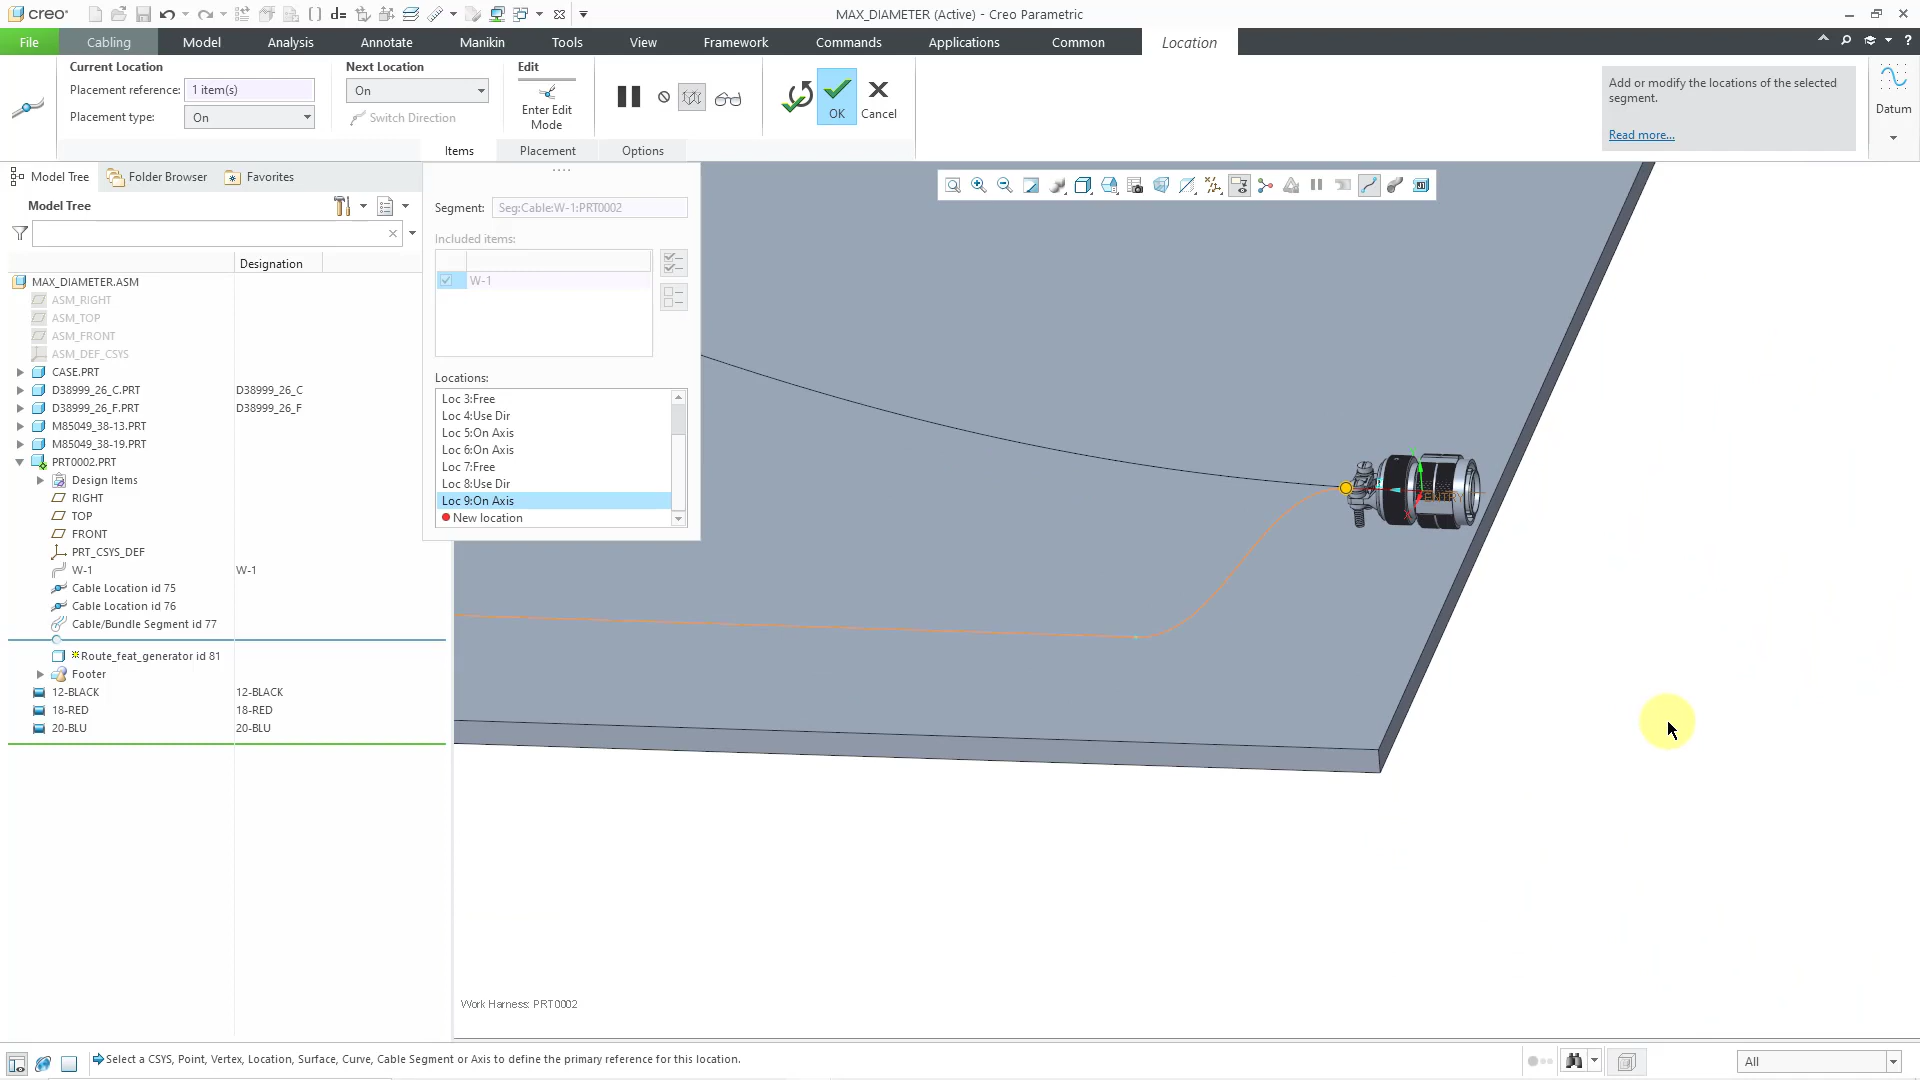 creo
MAX_DIAMETER (Active) - Creo Parametric
File
Cabling
Model
Analysis
Annotate
Manikin
Tools
View
Framework
Commands
Applications
Common
Location
Current Location
Placement reference: 1 item(s)
Placement type: On
Next Location
On
Switch Direction
Edit
Enter Edit
Mode
OK
Cancel
Add or modify the locations of the selected
segment.
Read more...
Datum
Items
Placement
Options
Model Tree
Folder Browser
Favorites
Model Tree
Designation
MAX_DIAMETER.ASM
ASM_RIGHT
ASM_TOP
ASM_FRONT
ASM_DEF_CSYS
CASE.PRT
D38999_26_C.PRT D38999_26_C
D38999_26_F.PRT D38999_26_F
M85049_38-13.PRT
M85049_38-19.PRT
PRT0002.PRT
Design Items
RIGHT
TOP
FRONT
PRT_CSYS_DEF
W-1 W-1
Cable Location id 75
Cable Location id 76
Cable/Bundle Segment id 77
Route_feat_generator id 81
Footer
12-BLACK 12-BLACK
18-RED 18-RED
20-BLU 20-BLU
Segment: Seg:Cable:W-1:PRT0002
Included items:
W-1
Locations:
Loc 3:Free
Loc 4:Use Dir
Loc 5:On Axis
Loc 6:On Axis
Loc 7:Free
Loc 8:Use Dir
Loc 9:On Axis
New location
ENTRY
Work Harness: PRT0002
Select a CSYS, Point, Vertex, Location, Surface, Curve, Cable Segment or Axis to define the primary reference for this location.
All